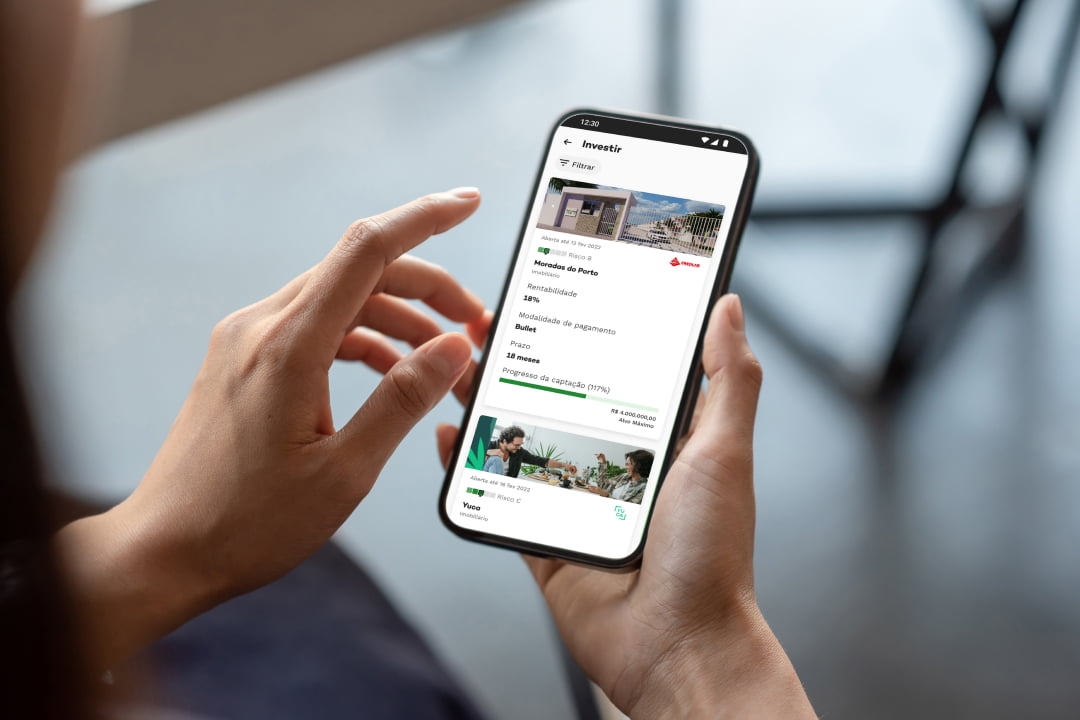 12:30
Investir
Filtrar
Aberta até 13 fev 2022
Risco B
Moradas do Porto
Imobiliário
Rentabilidade
18%
Modalidade de pagamento
Bullet
Prazo
18 meses
Progresso da captação (117%)
R$ 4.000.000,00
Alvo Máximo
Aberta até 16 fev 2022
Risco C
Yuca
Imobiliário